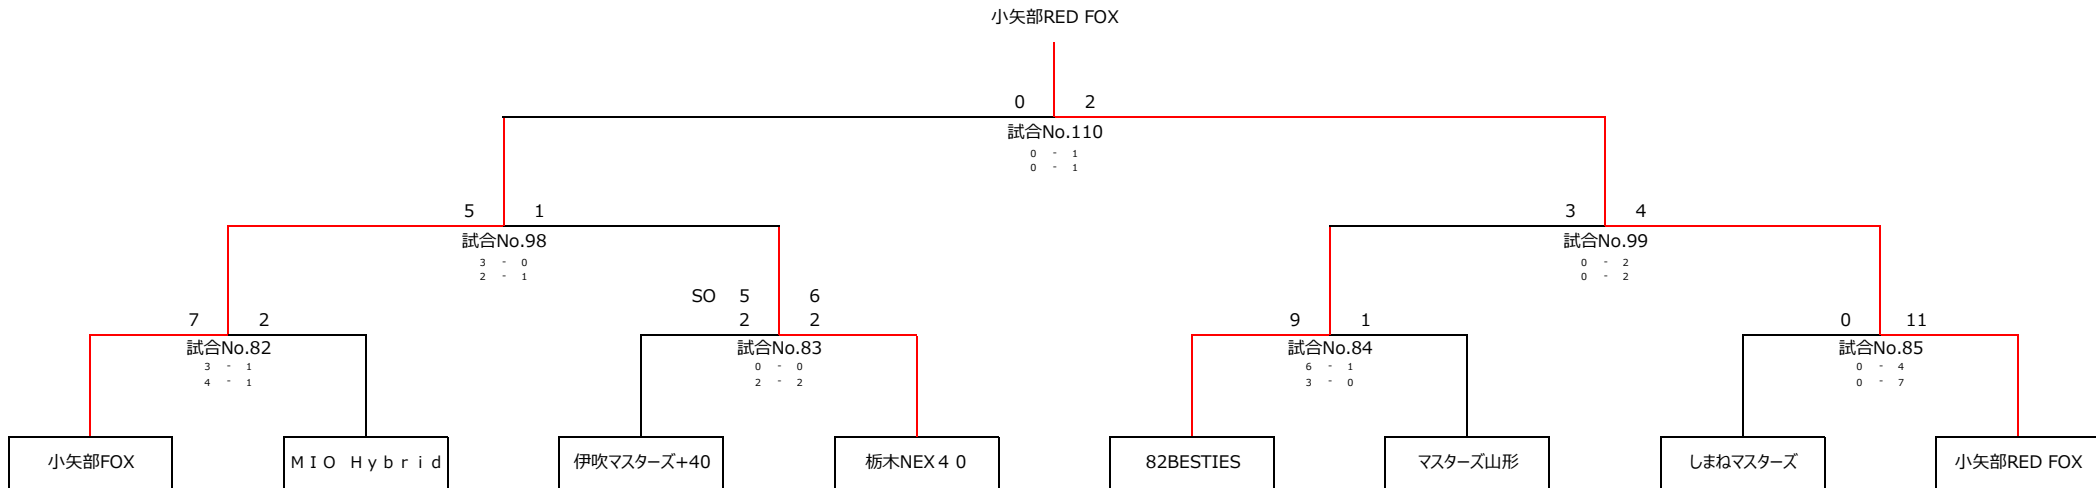 小矢部RED FOX
0 2
試合No.110
0 - 1
0 - 1
5 1
試合No.98
3 - 0
2 - 1
3 4
試合No.99
0 - 2
0 - 2
7 2
試合No.82
3 - 1
4 - 1
SO 5 6
2 2
試合No.83
0 - 0
2 - 2
9 1
試合No.84
6 - 1
3 - 0
0 11
試合No.85
0 - 4
0 - 7
小矢部FOX
ＭＩＯ Ｈｙｂｒｉｄ
伊吹マスターズ+40
栃木NEX４０
82BESTIES
マスターズ山形
しまねマスターズ
小矢部RED FOX